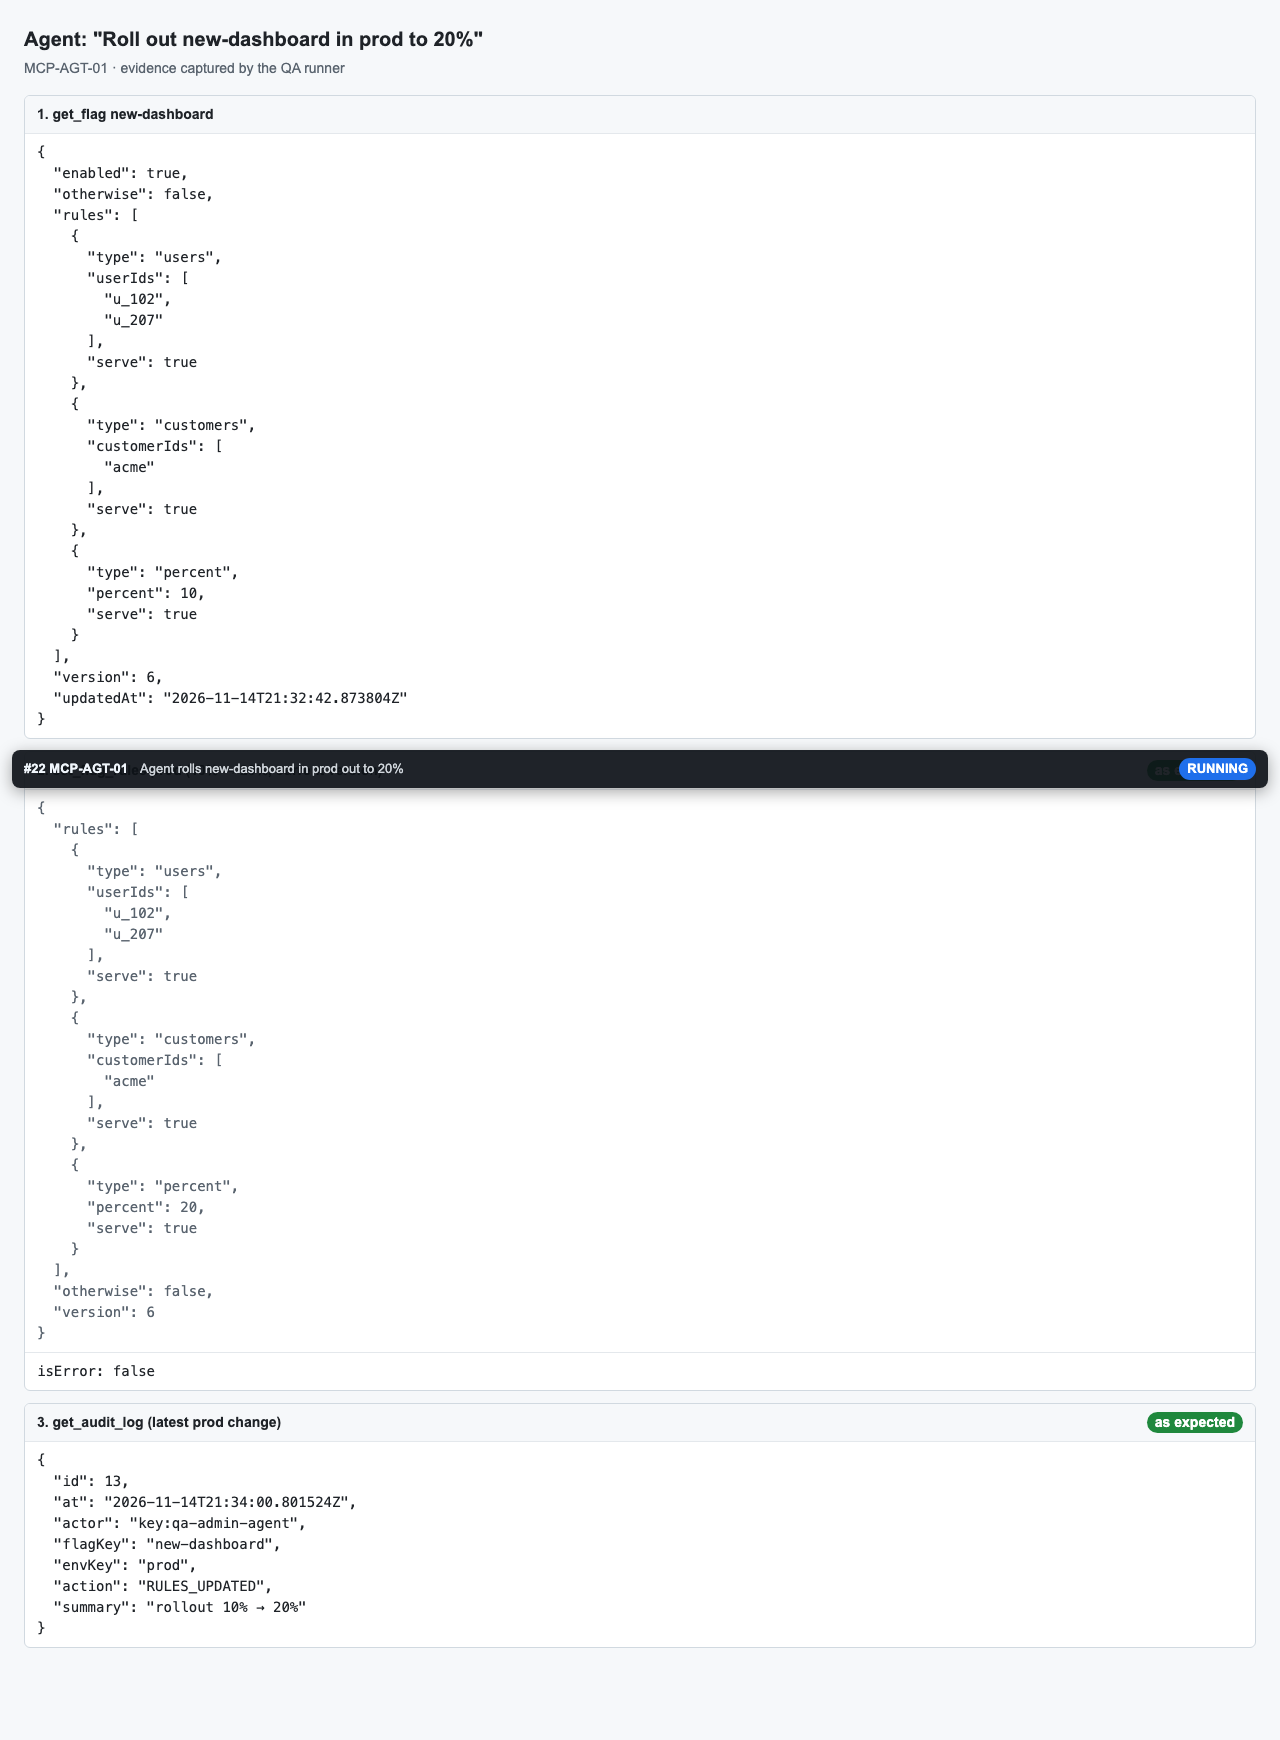 Agent: "Roll out new-dashboard in prod to 20%"
MCP-AGT-01 · evidence captured by the QA runner
1. get_flag new-dashboard
{
  "enabled": true,
  "otherwise": false,
  "rules": [
    {
      "type": "users",
      "userIds": [
        "u_102",
        "u_207"
      ],
      "serve": true
    },
    {
      "type": "customers",
      "customerIds": [
        "acme"
      ],
      "serve": true
    },
    {
      "type": "percent",
      "percent": 10,
      "serve": true
    }
  ],
  "version": 6,
  "updatedAt": "2026-11-14T21:32:42.873804Z"
}
#22 MCP-AGT-01 Agent rolls new-dashboard in prod out to 20% RUNNING
{
  "rules": [
    {
      "type": "users",
      "userIds": [
        "u_102",
        "u_207"
      ],
      "serve": true
    },
    {
      "type": "customers",
      "customerIds": [
        "acme"
      ],
      "serve": true
    },
    {
      "type": "percent",
      "percent": 20,
      "serve": true
    }
  ],
  "otherwise": false,
  "version": 6
}
isError: false
3. get_audit_log (latest prod change) as expected
{
  "id": 13,
  "at": "2026-11-14T21:34:00.801524Z",
  "actor": "key:qa-admin-agent",
  "flagKey": "new-dashboard",
  "envKey": "prod",
  "action": "RULES_UPDATED",
  "summary": "rollout 10% → 20%"
}